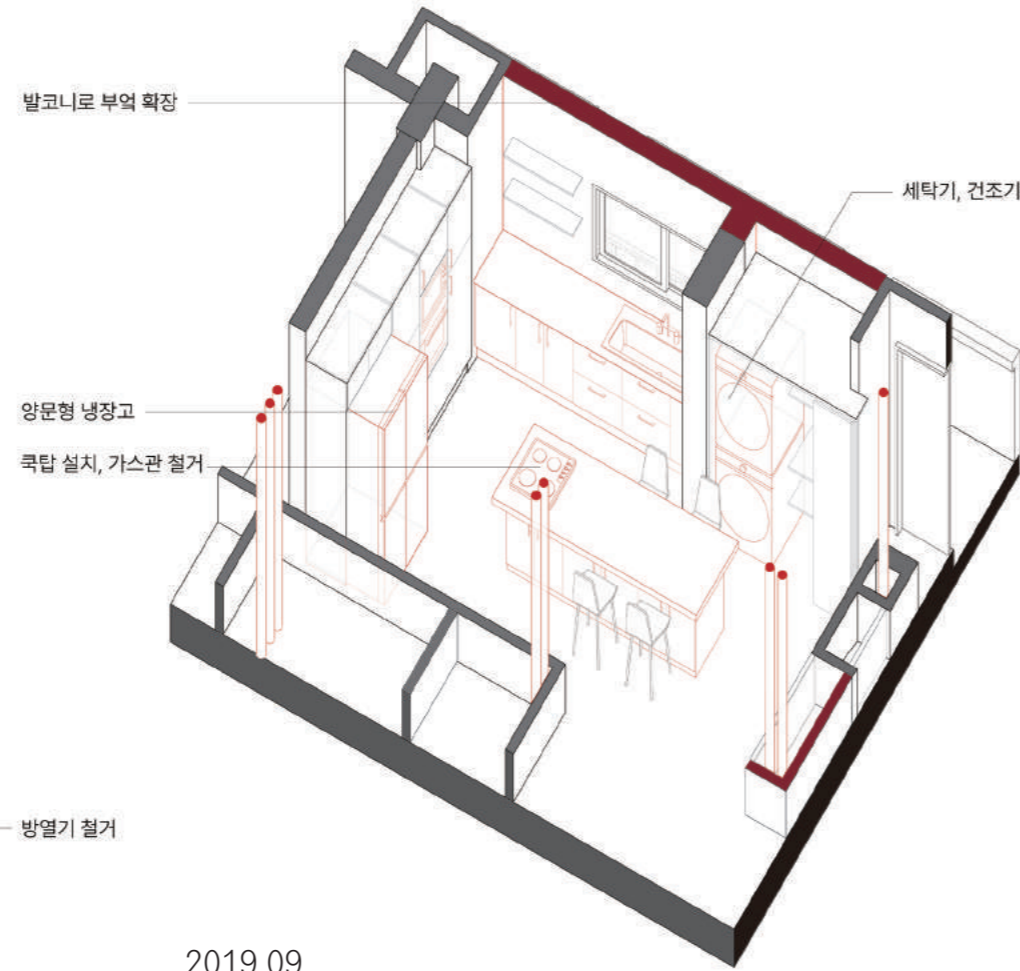 발코니로 부엌 확장
세탁기, 건조기
양문형 냉장고
쿡탑 설치, 가스관 철거
방열기 철거
2019.09